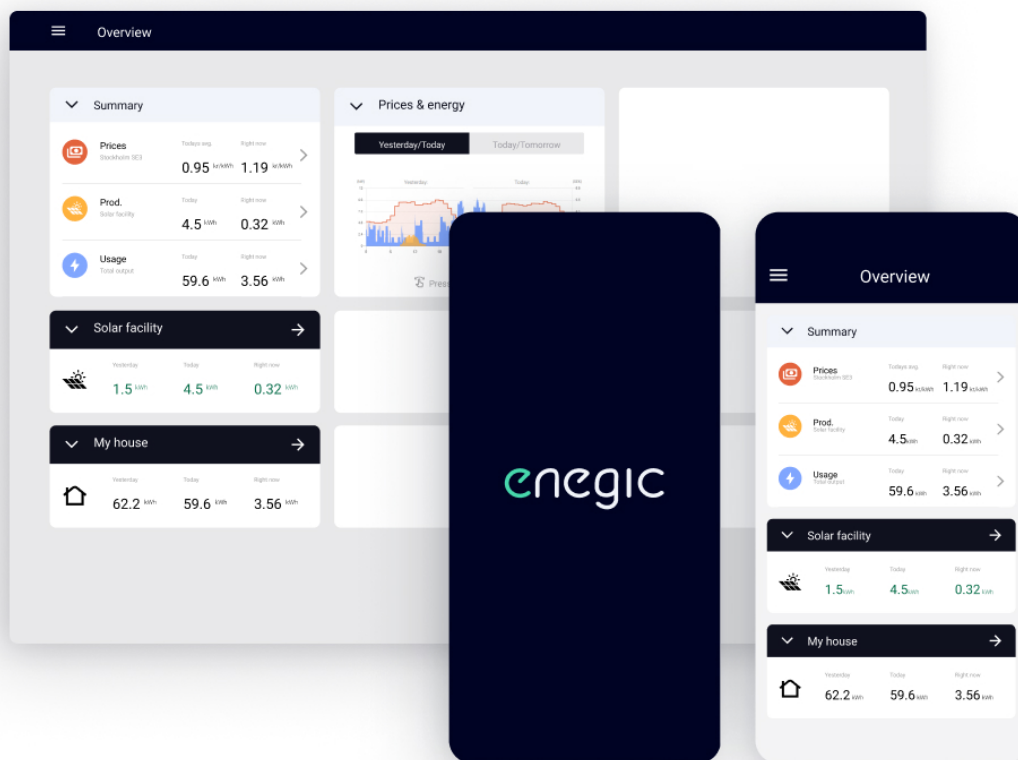 Overview
Summary
Prices
Stockholm SE3
Todays avg.
Right now
0.95 kr/kWh
1.19 kr/kWh
Prod.
Solar facility
Today
Right now
4.5 kWh
0.32 kWh
Usage
Total output
Today
Right now
59.6 kWh
3.56 kWh
Solar facility
Yesterday
Today
Right now
1.5 kWh
4.5 kWh
0.32 kWh
My house
Yesterday
Today
Right now
62.2 kWh
59.6 kWh
3.56 kWh
Prices & energy
Yesterday/Today
Today/Tomorrow
Yesterday
Today
enegic
Overview
Summary
Prices
Stockholm SE3
Todays avg
Right now
0.95 kr/kWh
1.19 kr/kWh
Prod.
Solar facility
Today
Right now
4.5 kWh
0.32 kWh
Usage
Total output
Today
Right now
59.6 kWh
3.56 kWh
Solar facility
Yesterday
Today
Right now
1.5 kWh
4.5 kWh
0.32 kWh
My house
Yesterday
Today
Right now
62.2 kWh
59.6 kWh
3.56 kWh